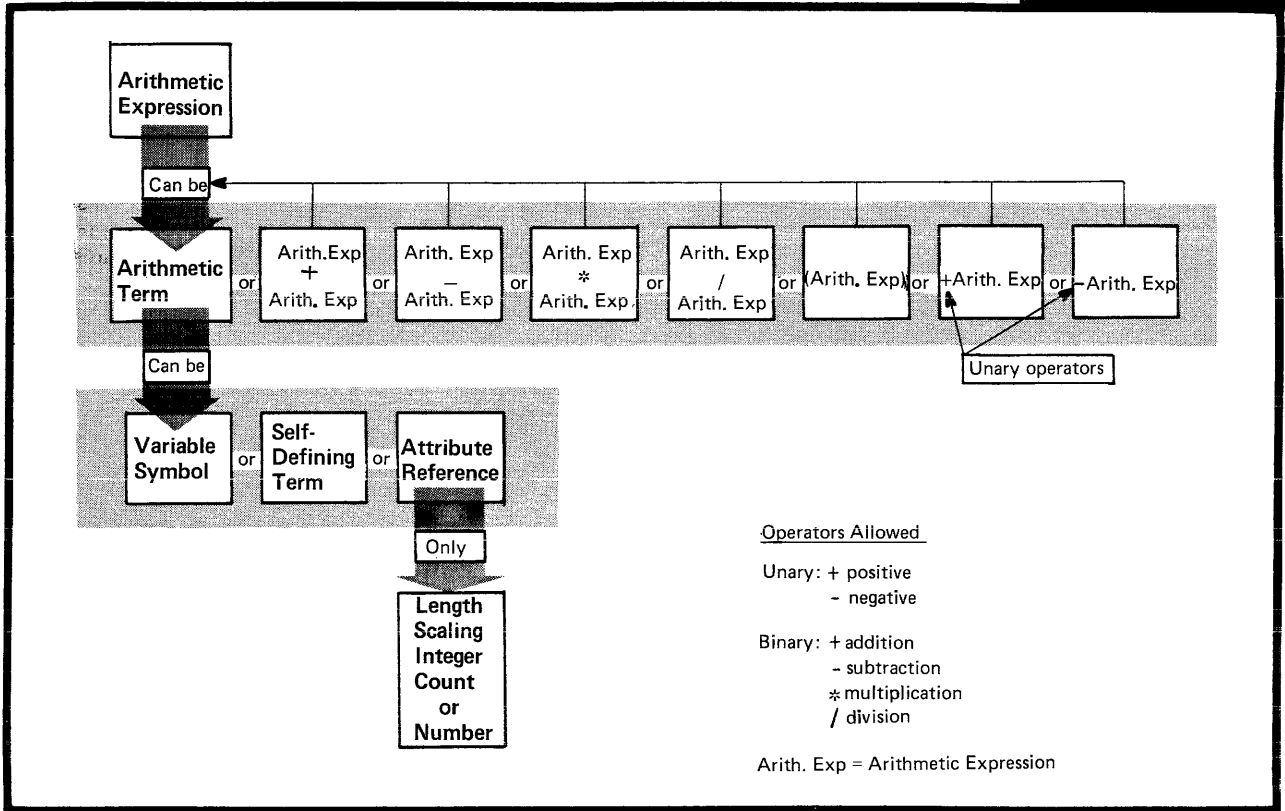 Arithmetic
Expression
Can be
Arithmetic
Term
or
Arith.Exp
+
Arith. Exp
or
Arith. Exp
-
Arith. Exp
or
Arith. Exp
*
Arith. Exp.
or
Arith. Exp
/
Arith. Exp
or
(Arith. Exp)
or
+Arith. Exp
or
-Arith. Exp
Unary operators
Can be
Variable
Symbol
or
Self-
Defining
Term
or
Attribute
Reference
Only
Length
Scaling
Integer
Count
or
Number
Operators Allowed
Unary: + positive
- negative
Binary: + addition
- subtraction
* multiplication
/ division
Arith. Exp = Arithmetic Expression